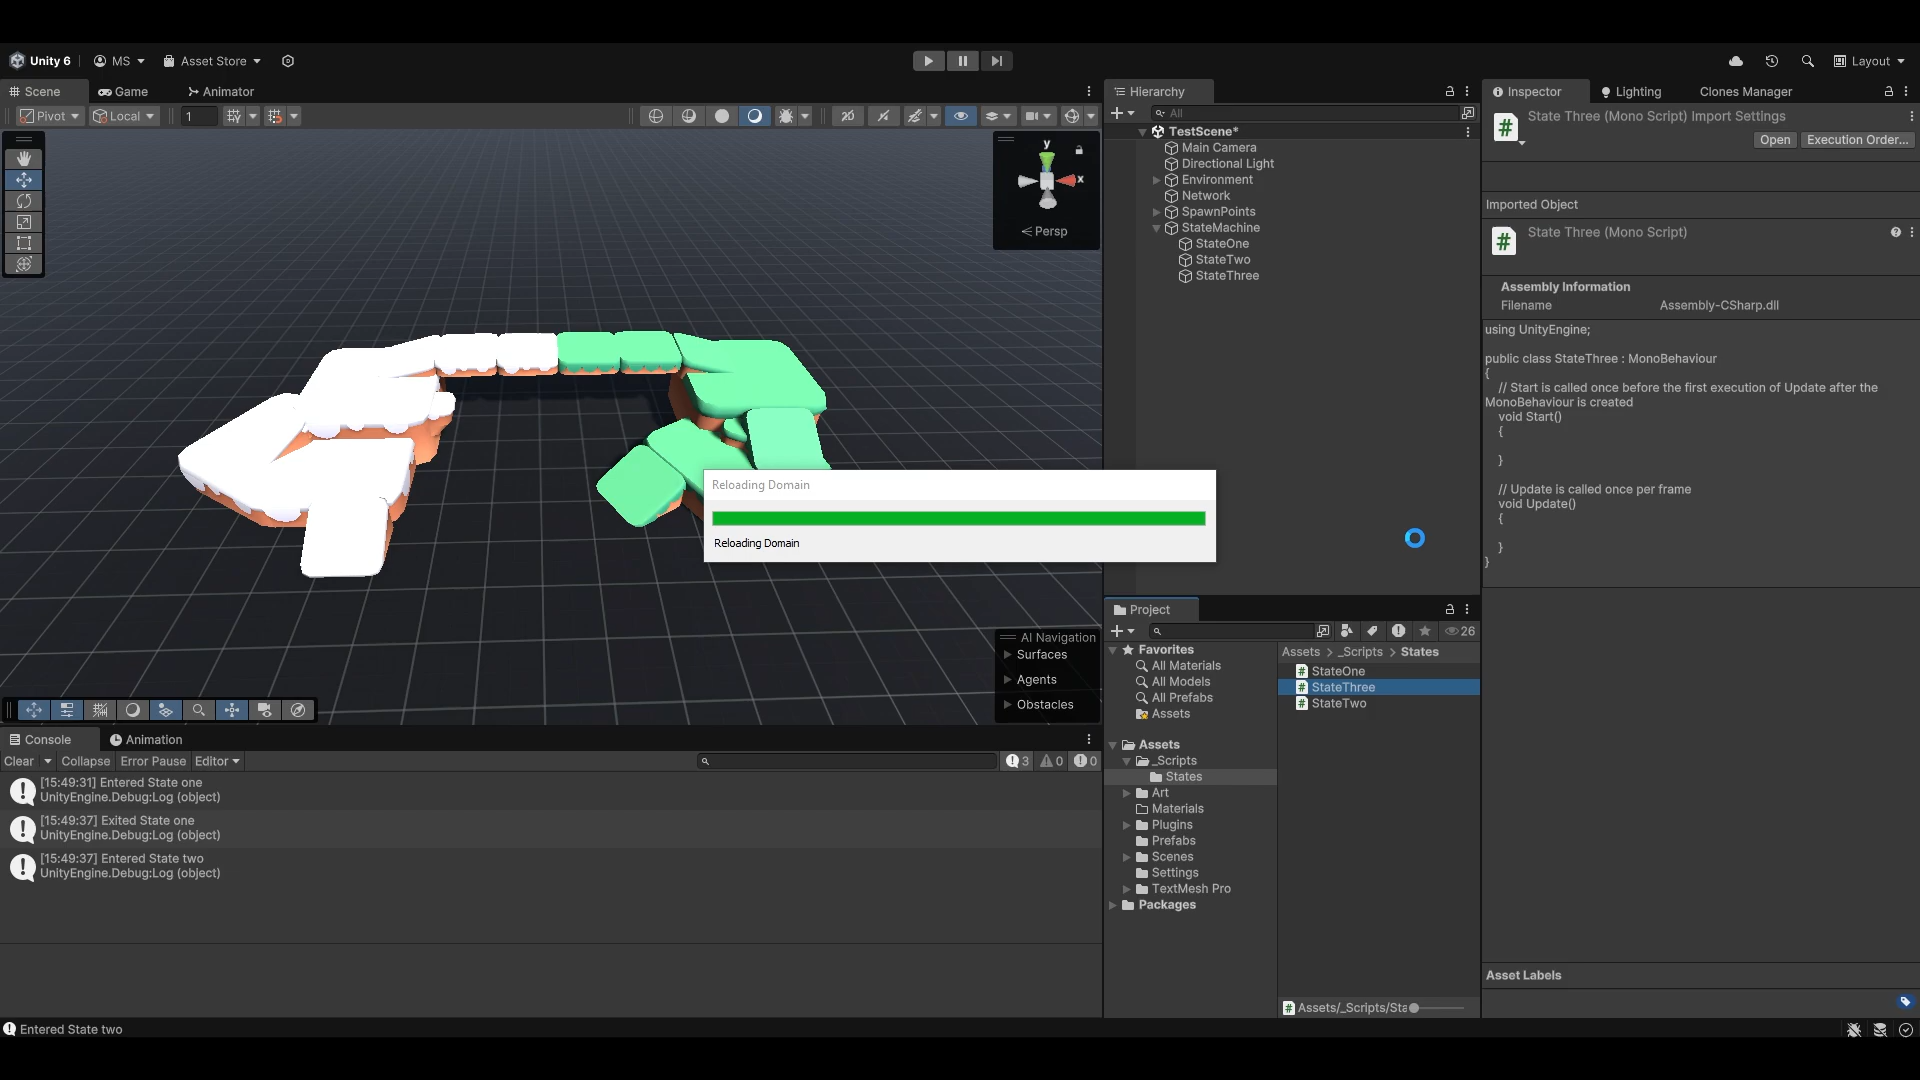 Unity 6 MS Asset Store Layout
Scene Game Animator
Pivot Local 1 2D
y
x
Persp
AI Navigation
Surfaces
Agents
Obstacles
Hierarchy
All
TestScene*
Main Camera
Directional Light
Environment
Network
SpawnPoints
StateMachine
StateOne
StateTwo
StateThree
Inspector Lighting Clones Manager
State Three (Mono Script) Import Settings
Open Execution Order...
Imported Object
State Three (Mono Script)
Assembly Information
Filename Assembly-CSharp.dll
using UnityEngine;
public class StateThree : MonoBehaviour
{
// Start is called once before the first execution of Update after the
MonoBehaviour is created
void Start()
{
}
// Update is called once per frame
void Update()
{
}
}
Asset Labels
Reloading Domain
Reloading Domain
Project
26
Favorites
All Materials
All Models
All Prefabs
Assets
Assets
_Scripts
States
Art
Materials
Plugins
Prefabs
Scenes
Settings
TextMesh Pro
Packages
Assets > _Scripts > States
StateOne
StateThree
StateTwo
Assets/_Scripts/Sta
Console Animation
Clear Collapse Error Pause Editor 3 0 0
[15:49:31] Entered State one
UnityEngine.Debug:Log (object)
[15:49:37] Exited State one
UnityEngine.Debug:Log (object)
[15:49:37] Entered State two
UnityEngine.Debug:Log (object)
Entered State two